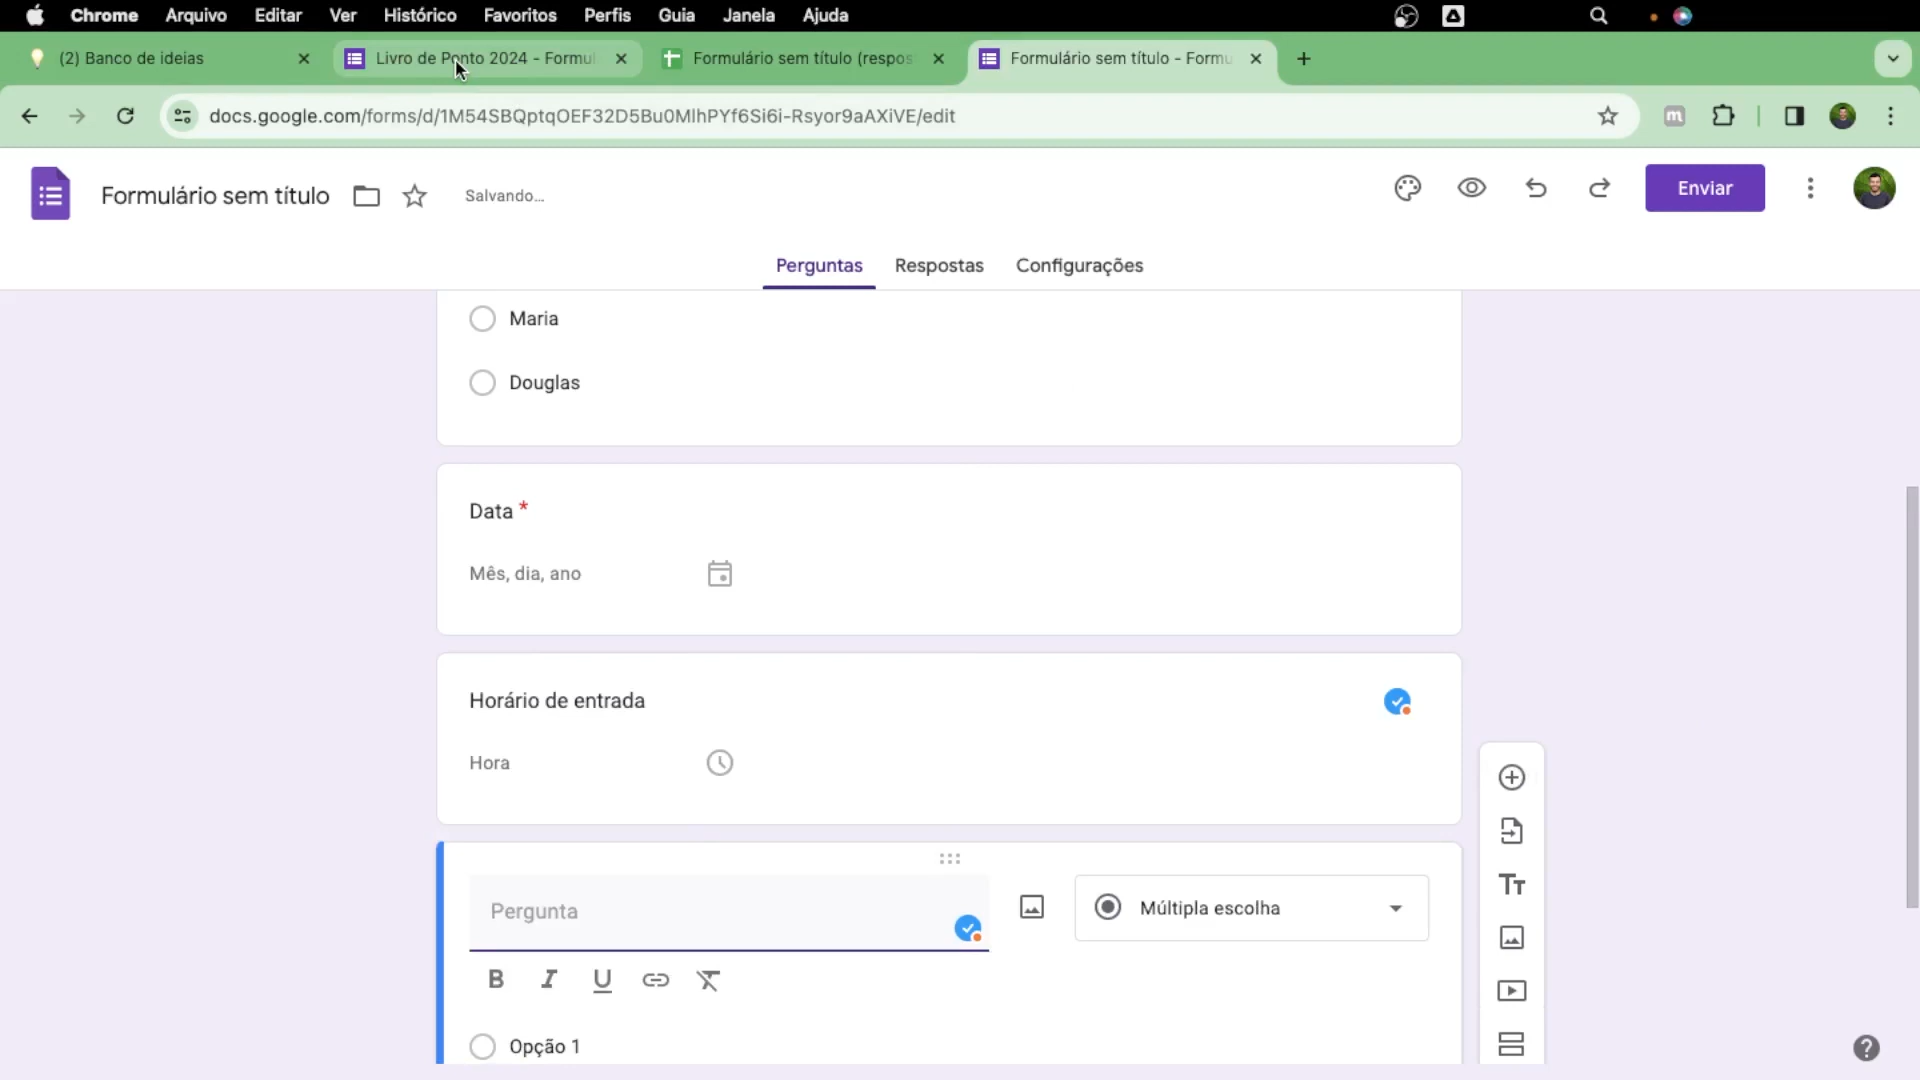 Chrome Arquivo Editar Ver Histórico Favoritos Perfis Guia Janela Ajuda
(2) Banco de ideias
Livro de Ponto 2024 - Formul
Formulário sem título (respos
Formulário sem título - Formu
docs.google.com/forms/d/1M54SBQptqOEF32D5Bu0MlhPYf6Si6i-Rsyor9aAXiVE/edit
Formulário sem título
Salvando...
Enviar
Perguntas Respostas Configurações
Maria
Douglas
Data *
Mês, dia, ano
Horário de entrada
Hora
Pergunta
Múltipla escolha
B I U
Opção 1